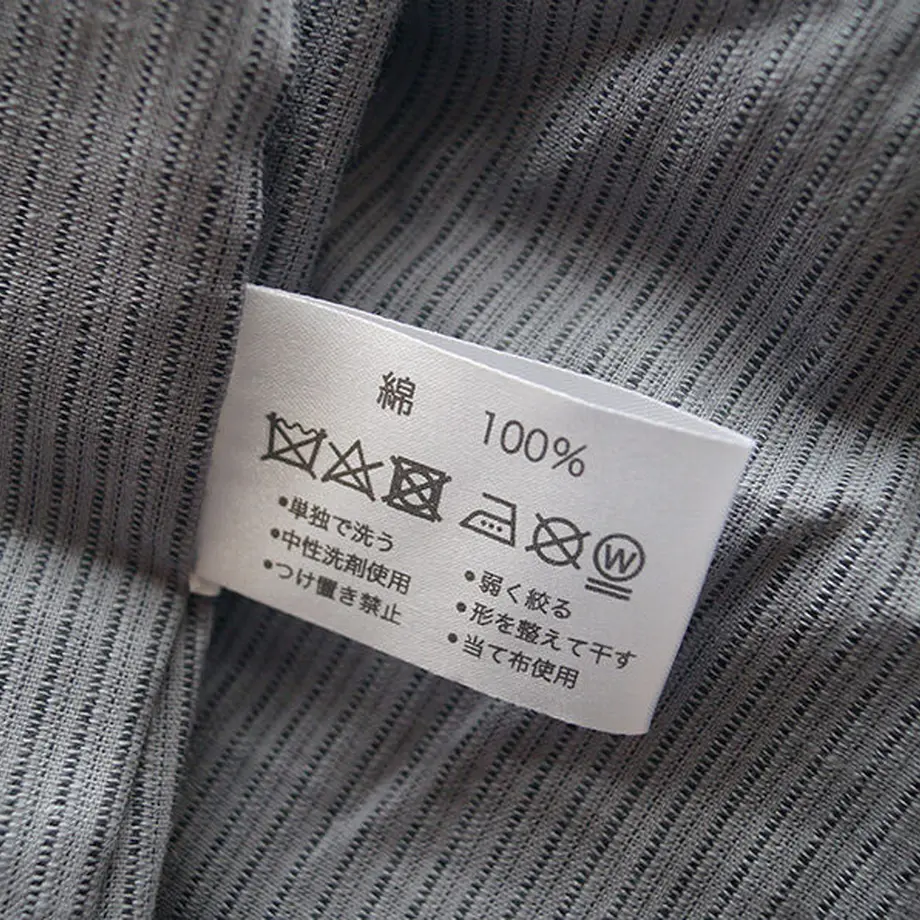 綿 100%
•単独で洗う
•中性洗剤使用
•つけ置き禁止
•弱く絞る
•形を整えて干す
•当て布使用
W